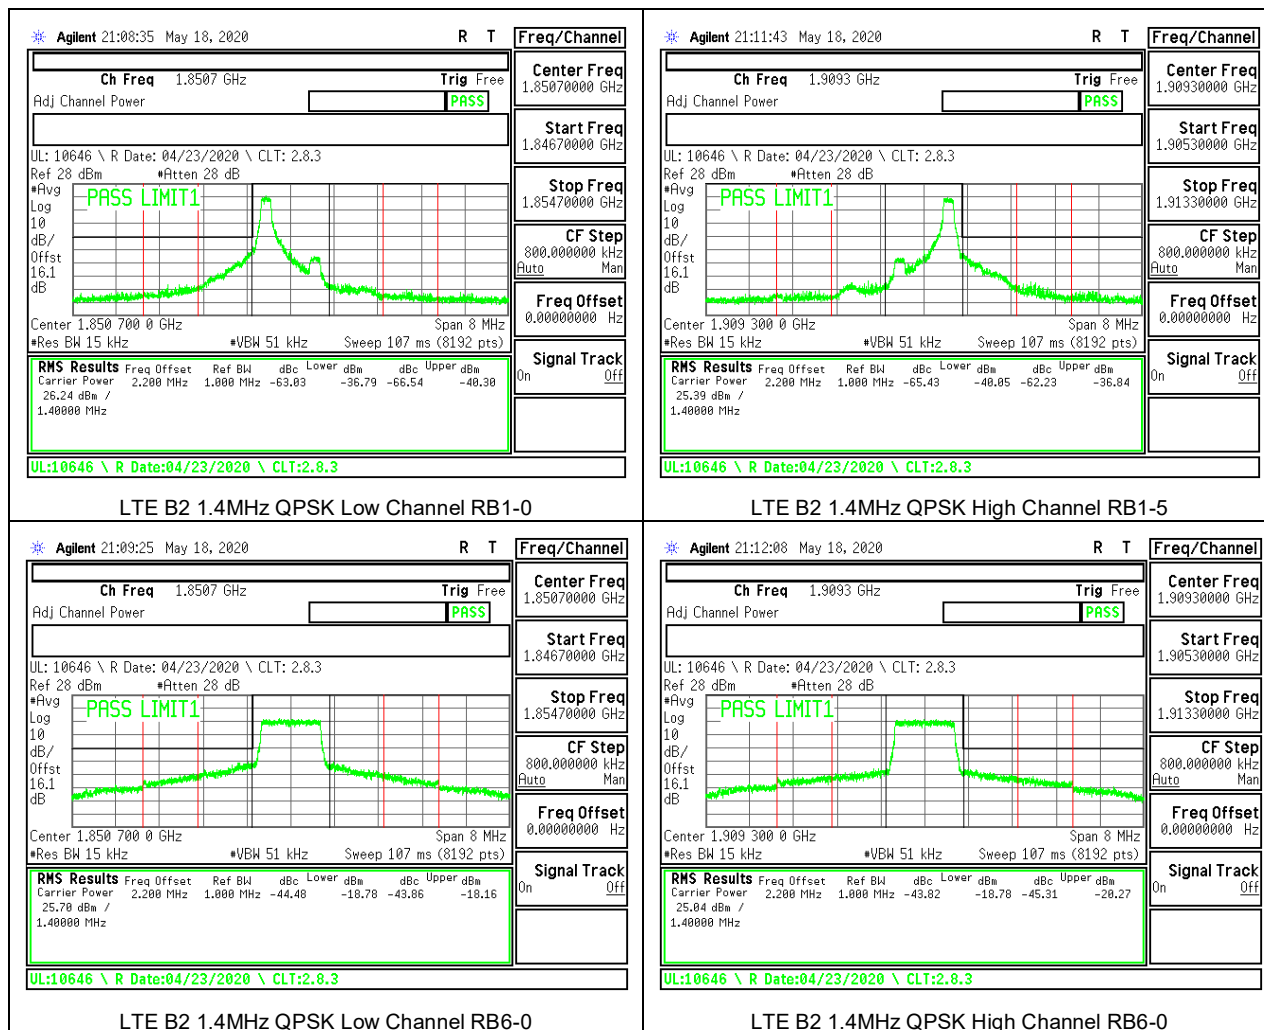 Agilent 21:08:35 May 18, 2020 R T Freq/Channel
Ch Freq 1.8507 GHz Trig Free
Adj Channel Power PASS
UL: 10646 \ R Date: 04/23/2020 \ CLT: 2.8.3
Ref 28 dBm #Atten 28 dB
#Avg
Log
10
dB/
Offst
16.1
dB
PASS LIMIT1
Center 1.850 700 0 GHz Span 8 MHz
#Res BW 15 kHz #VBW 51 kHz Sweep 107 ms (8192 pts)
RMS Results Freq Offset Ref BW dBc Lower dBm dBc Upper dBm
Carrier Power 2.200 MHz 1.000 MHz -63.03 -36.79 -66.54 -40.30
26.24 dBm /
1.40000 MHz
UL:10646 \ R Date:04/23/2020 \ CLT:2.8.3
Center Freq
1.85070000 GHz
Start Freq
1.84670000 GHz
Stop Freq
1.85470000 GHz
CF Step
800.000000 kHz
Auto Man
Freq Offset
0.00000000 Hz
Signal Track
On Off
LTE B2 1.4MHz QPSK Low Channel RB1-0
Agilent 21:11:43 May 18, 2020 R T Freq/Channel
Ch Freq 1.9093 GHz Trig Free
Adj Channel Power PASS
UL: 10646 \ R Date: 04/23/2020 \ CLT: 2.8.3
Ref 28 dBm #Atten 28 dB
#Avg
Log
10
dB/
Offst
16.1
dB
PASS LIMIT1
Center 1.909 300 0 GHz Span 8 MHz
#Res BW 15 kHz #VBW 51 kHz Sweep 107 ms (8192 pts)
RMS Results Freq Offset Ref BW dBc Lower dBm dBc Upper dBm
Carrier Power 2.200 MHz 1.000 MHz -65.43 -40.05 -62.23 -36.84
25.39 dBm /
1.40000 MHz
UL:10646 \ R Date:04/23/2020 \ CLT:2.8.3
Center Freq
1.90930000 GHz
Start Freq
1.90530000 GHz
Stop Freq
1.91330000 GHz
CF Step
800.000000 kHz
Auto Man
Freq Offset
0.00000000 Hz
Signal Track
On Off
LTE B2 1.4MHz QPSK High Channel RB1-5
Agilent 21:09:25 May 18, 2020 R T Freq/Channel
Ch Freq 1.8507 GHz Trig Free
Adj Channel Power PASS
UL: 10646 \ R Date: 04/23/2020 \ CLT: 2.8.3
Ref 28 dBm #Atten 28 dB
#Avg
Log
10
dB/
Offst
16.1
dB
PASS LIMIT1
Center 1.850 700 0 GHz Span 8 MHz
#Res BW 15 kHz #VBW 51 kHz Sweep 107 ms (8192 pts)
RMS Results Freq Offset Ref BW dBc Lower dBm dBc Upper dBm
Carrier Power 2.200 MHz 1.000 MHz -44.48 -18.78 -43.86 -18.16
25.70 dBm /
1.40000 MHz
UL:10646 \ R Date:04/23/2020 \ CLT:2.8.3
Center Freq
1.85070000 GHz
Start Freq
1.84670000 GHz
Stop Freq
1.85470000 GHz
CF Step
800.000000 kHz
Auto Man
Freq Offset
0.00000000 Hz
Signal Track
On Off
LTE B2 1.4MHz QPSK Low Channel RB6-0
Agilent 21:12:08 May 18, 2020 R T Freq/Channel
Ch Freq 1.9093 GHz Trig Free
Adj Channel Power PASS
UL: 10646 \ R Date: 04/23/2020 \ CLT: 2.8.3
Ref 28 dBm #Atten 28 dB
#Avg
Log
10
dB/
Offst
16.1
dB
PASS LIMIT1
Center 1.909 300 0 GHz Span 8 MHz
#Res BW 15 kHz #VBW 51 kHz Sweep 107 ms (8192 pts)
RMS Results Freq Offset Ref BW dBc Lower dBm dBc Upper dBm
Carrier Power 2.200 MHz 1.000 MHz -43.82 -18.78 -45.31 -20.27
25.04 dBm /
1.40000 MHz
UL:10646 \ R Date:04/23/2020 \ CLT:2.8.3
Center Freq
1.90930000 GHz
Start Freq
1.90530000 GHz
Stop Freq
1.91330000 GHz
CF Step
800.000000 kHz
Auto Man
Freq Offset
0.00000000 Hz
Signal Track
On Off
LTE B2 1.4MHz QPSK High Channel RB6-0